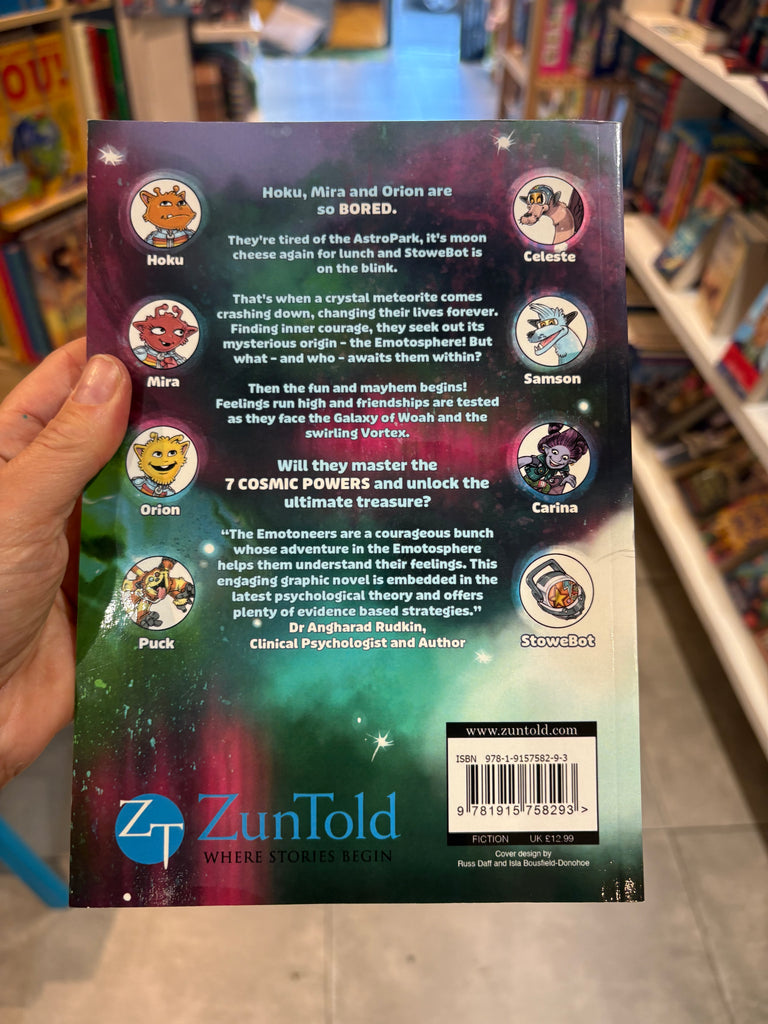 OU!
Hoku, Mira and Orion are
so BORED.
They're tired of the AstroPark, it's moon
cheese again for lunch and StoweBot is
on the blink.
That's when a crystal meteorite comes
crashing down, changing their lives forever.
Finding inner courage, they seek out its
mysterious origin – the Emotosphere! But
what – and who – awaits them within?
Then the fun and mayhem begins!
Feelings run high and friendships are tested
as they face the Galaxy of Woah and the
swirling Vortex.
Will they master the
7 COSMIC POWERS and unlock the
ultimate treasure?
“The Emotoneers are a courageous bunch
whose adventure in the Emotosphere
helps them understand their feelings. This
engaging graphic novel is embedded in the
latest psychological theory and offers
plenty of evidence based strategies.”
Dr Angharad Rudkin,
Clinical Psychologist and Author
Hoku
Mira
Orion
Puck
Celeste
Samson
Carina
StoweBot
ZT
ZunTold
WHERE STORIES BEGIN
www.zuntold.com
ISBN 978-1-9157582-9-3
9 781915 758293 >
FICTION UK £12.99
Cover design by
Russ Daff and Isla Bousfield-Donohoe